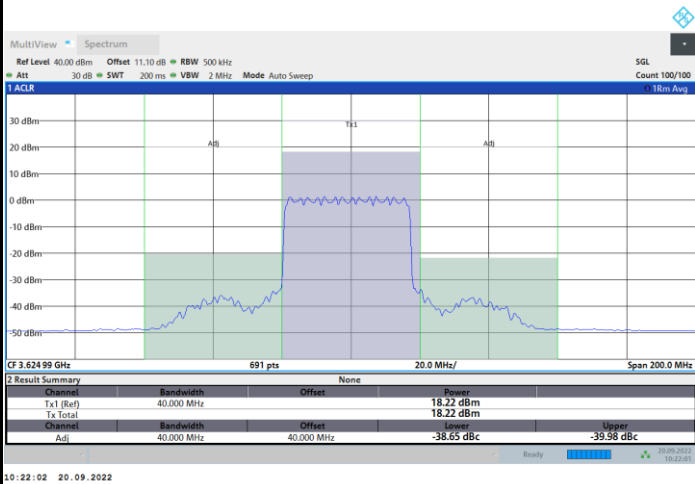 MultiView Spectrum
Ref Level 40.00 dBm Offset 11.10 dB RBW 500 kHz SGL
Att 30 dB SWT 200 ms VBW 2 MHz Mode Auto Sweep Count 100/100
1 ACLR 1Rm Avg
Tx1
Adj Adj
30 dBm
20 dBm
10 dBm
0 dBm
-10 dBm
-20 dBm
-30 dBm
-40 dBm
-50 dBm
CF 3.624 99 GHz 691 pts 20.0 MHz/ Span 200.0 MHz
2 Result Summary None
Channel Bandwidth Offset Power
Tx1 (Ref) 40.000 MHz 18.22 dBm
Tx Total 18.22 dBm
Channel Bandwidth Offset Lower Upper
Adj 40.000 MHz 40.000 MHz -38.65 dBc -39.98 dBc
Ready 20.09.2022
10:22:01
10:22:02 20.09.2022